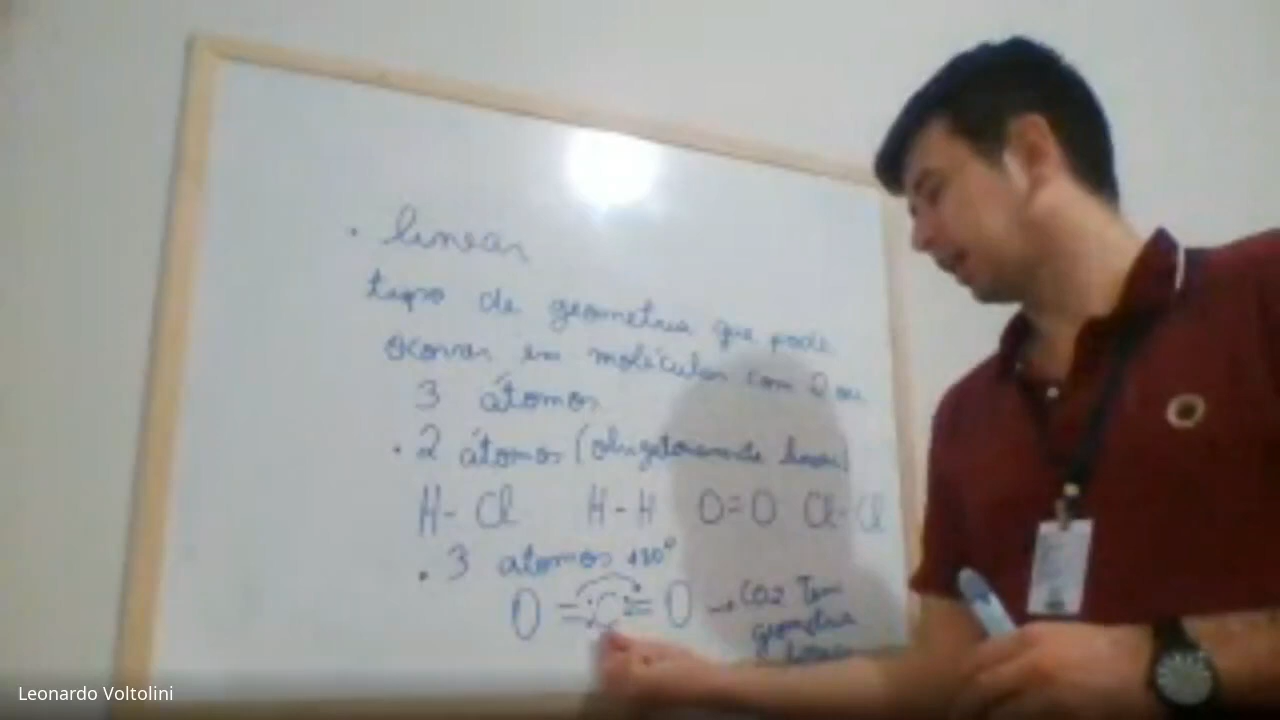 • linear
tipo de geometria que pode
ocorrer em moléculas com 2 ou
3 átomos
• 2 átomos (obrigatoriamente linear)
H-Cl H-H O=O Cl-Cl
• 3 átomos 180°
O=C=O → CO2 Tem
geometria
linear
Leonardo Voltolini